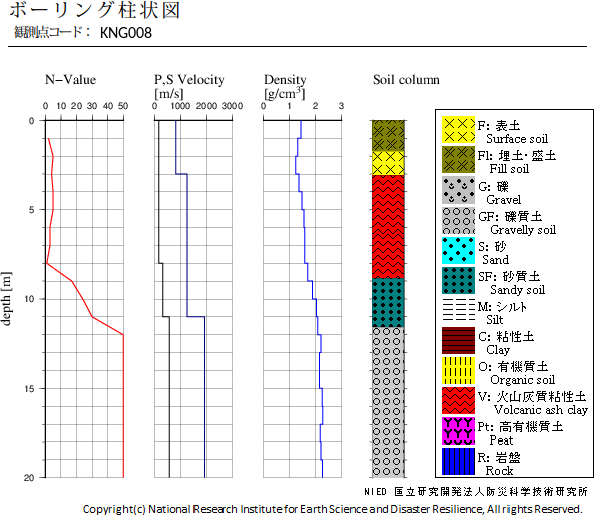 ボーリング柱状図
観測点コード： KNG008
N−Value P,S Velocity Density Soil column
[m/s] [g/cm3]
0 10 20 30 40 50 0 1000 2000 3000 0 1 2 3
0
5
10
15
20
depth [m]
F: 表土
Surface soil
Fl: 埋土・盛土
Fill soil
G: 礫
Gravel
GF: 礫質土
Gravelly soil
S: 砂
Sand
SF: 砂質土
Sandy soil
M: シルト
Silt
C: 粘性土
Clay
O: 有機質土
Organic soil
V: 火山灰質粘性土
Volcanic ash clay
Pt: 高有機質土
Peat
R: 岩盤
Rock
NIED 国立研究開発法人防災科学技術研究所
Copyright(c) National Research Institute for Earth Science and Disaster Resilience, All rights Reserved.